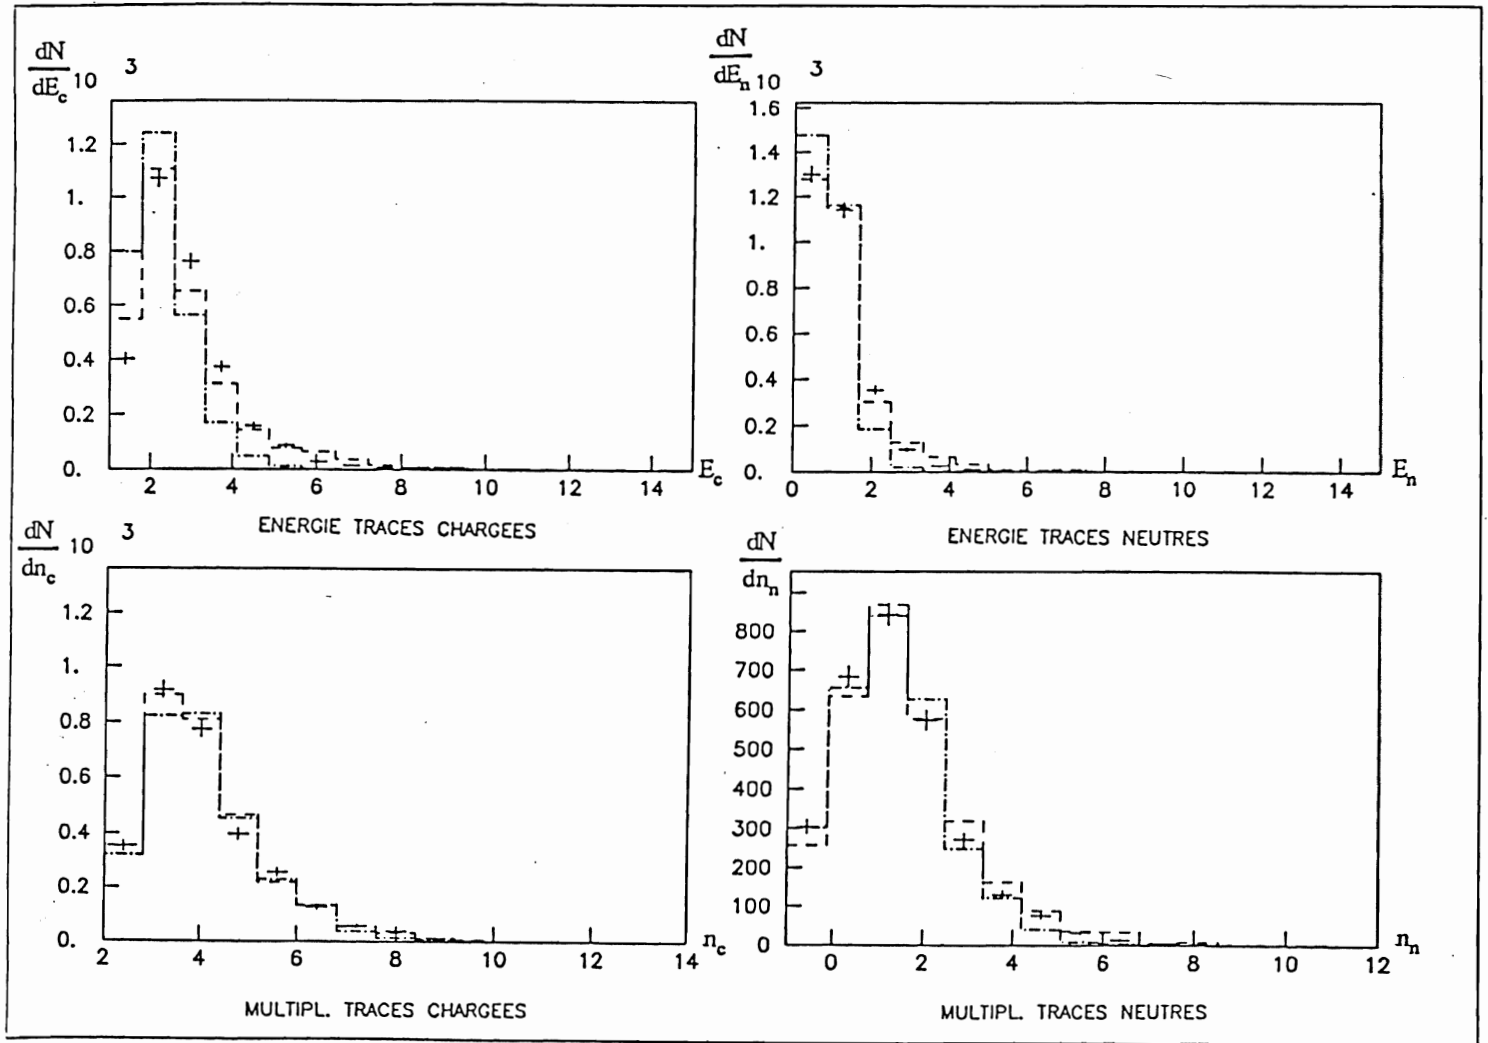 dN
dE_c 10 3
1.2
1.
0.8
0.6
0.4
0.2
0.
2 4 6 8 10 12 14 E_c
ENERGIE TRACES CHARGEES
dN
dE_n 10 3
1.6
1.4
1.2
1.
0.8
0.6
0.4
0.2
0.
0 2 4 6 8 10 12 14 E_n
ENERGIE TRACES NEUTRES
dN
dn_c 10 3
1.2
1.
0.8
0.6
0.4
0.2
0.
2 4 6 8 10 12 14 n_c
MULTIPL. TRACES CHARGEES
dN
dn_n
800
700
600
500
400
300
200
100
0
0 2 4 6 8 10 12 n_n
MULTIPL. TRACES NEUTRES